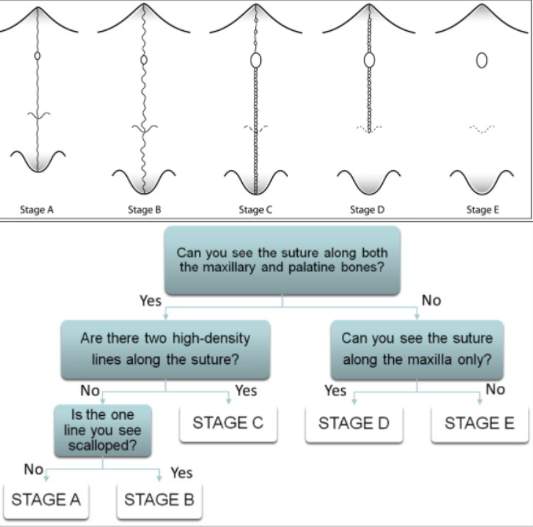 Stage A
Stage B
Stage C
Stage D
Stage E
Can you see the suture along both
the maxillary and palatine bones?
Yes
No
Are there two high-density
lines along the suture?
Can you see the suture
along the maxilla only?
No
Yes
Yes
No
Is the one
line you see
scalloped?
STAGE C
STAGE D
STAGE E
No
Yes
STAGE A
STAGE B